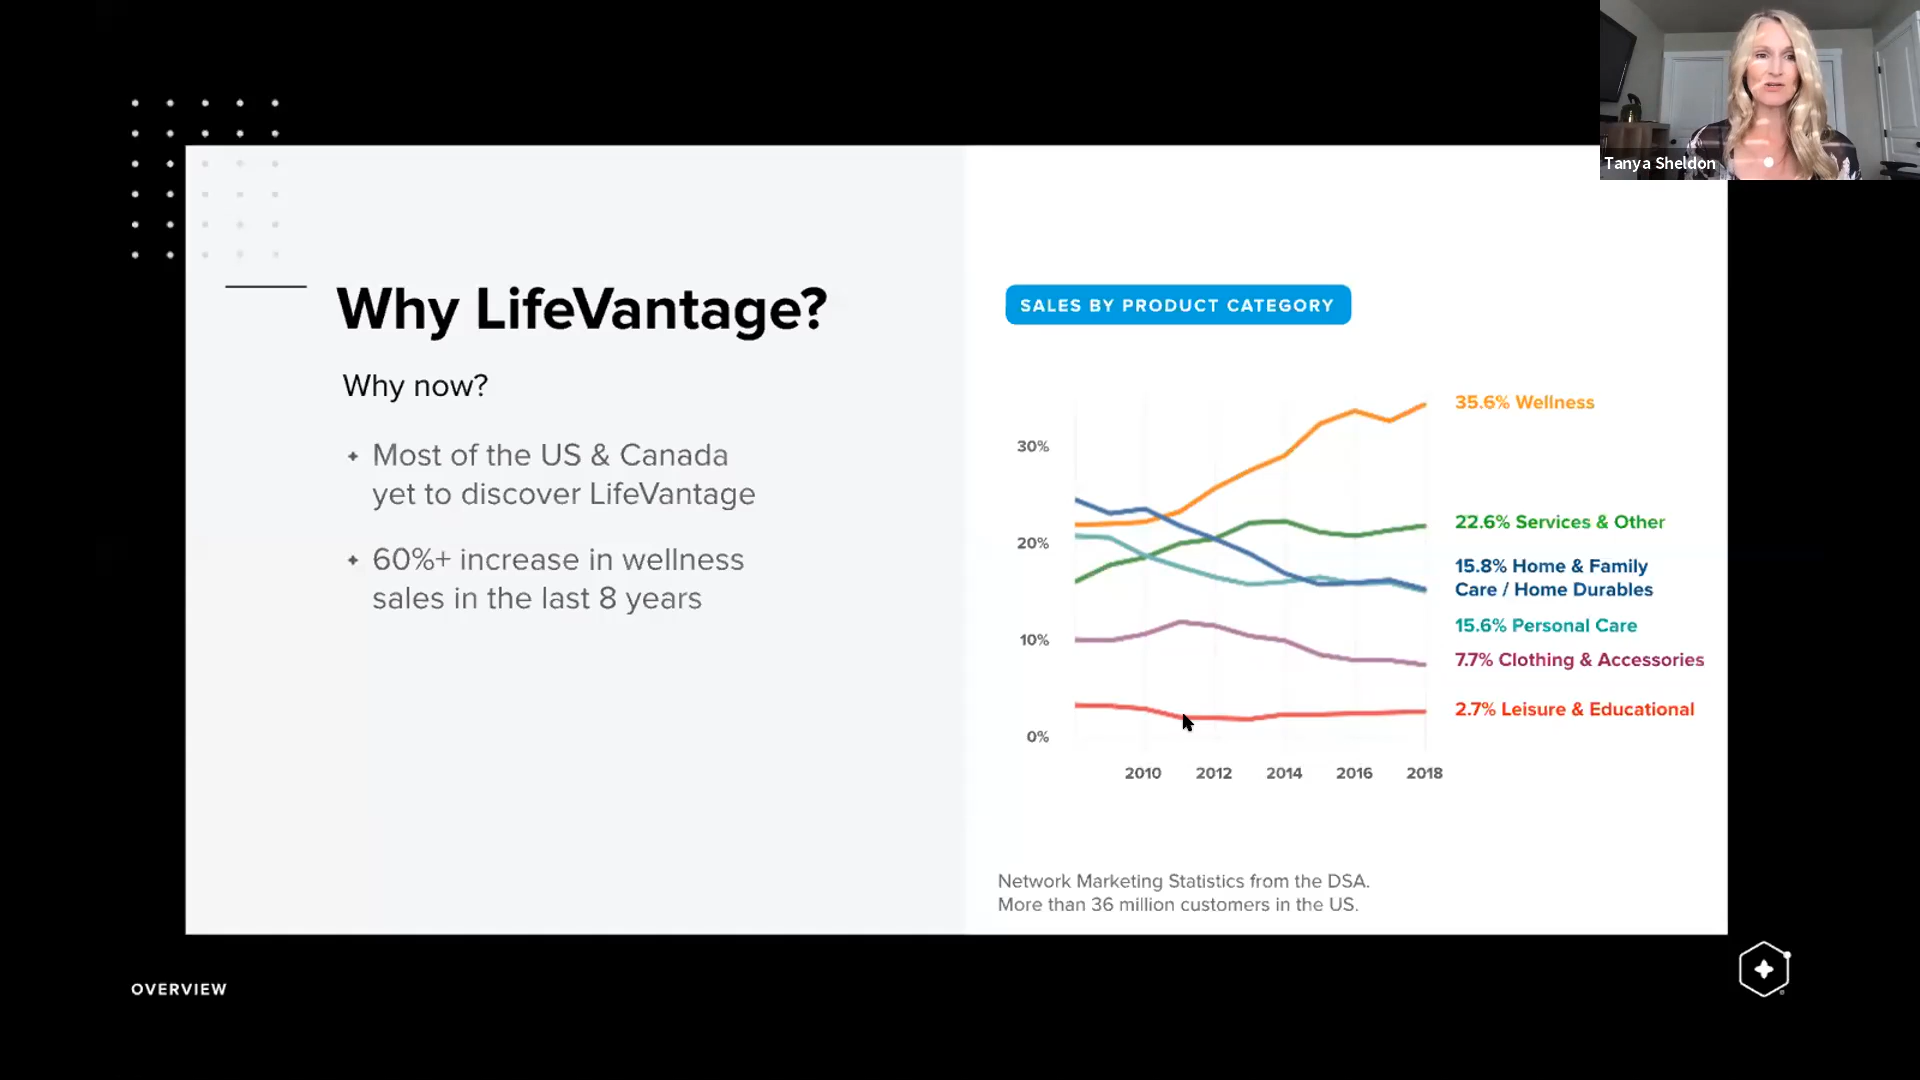 Tanya Sheldon
Why LifeVantage?
Why now?
Most of the US & Canada
yet to discover LifeVantage
60%+ increase in wellness
sales in the last 8 years
SALES BY PRODUCT CATEGORY
35.6% Wellness
30%
22.6% Services & Other
20%
15.8% Home & Family
Care / Home Durables
15.6% Personal Care
10%
7.7% Clothing & Accessories
2.7% Leisure & Educational
0%
2010 2012 2014 2016 2018
Network Marketing Statistics from the DSA.
More than 36 million customers in the US.
OVERVIEW